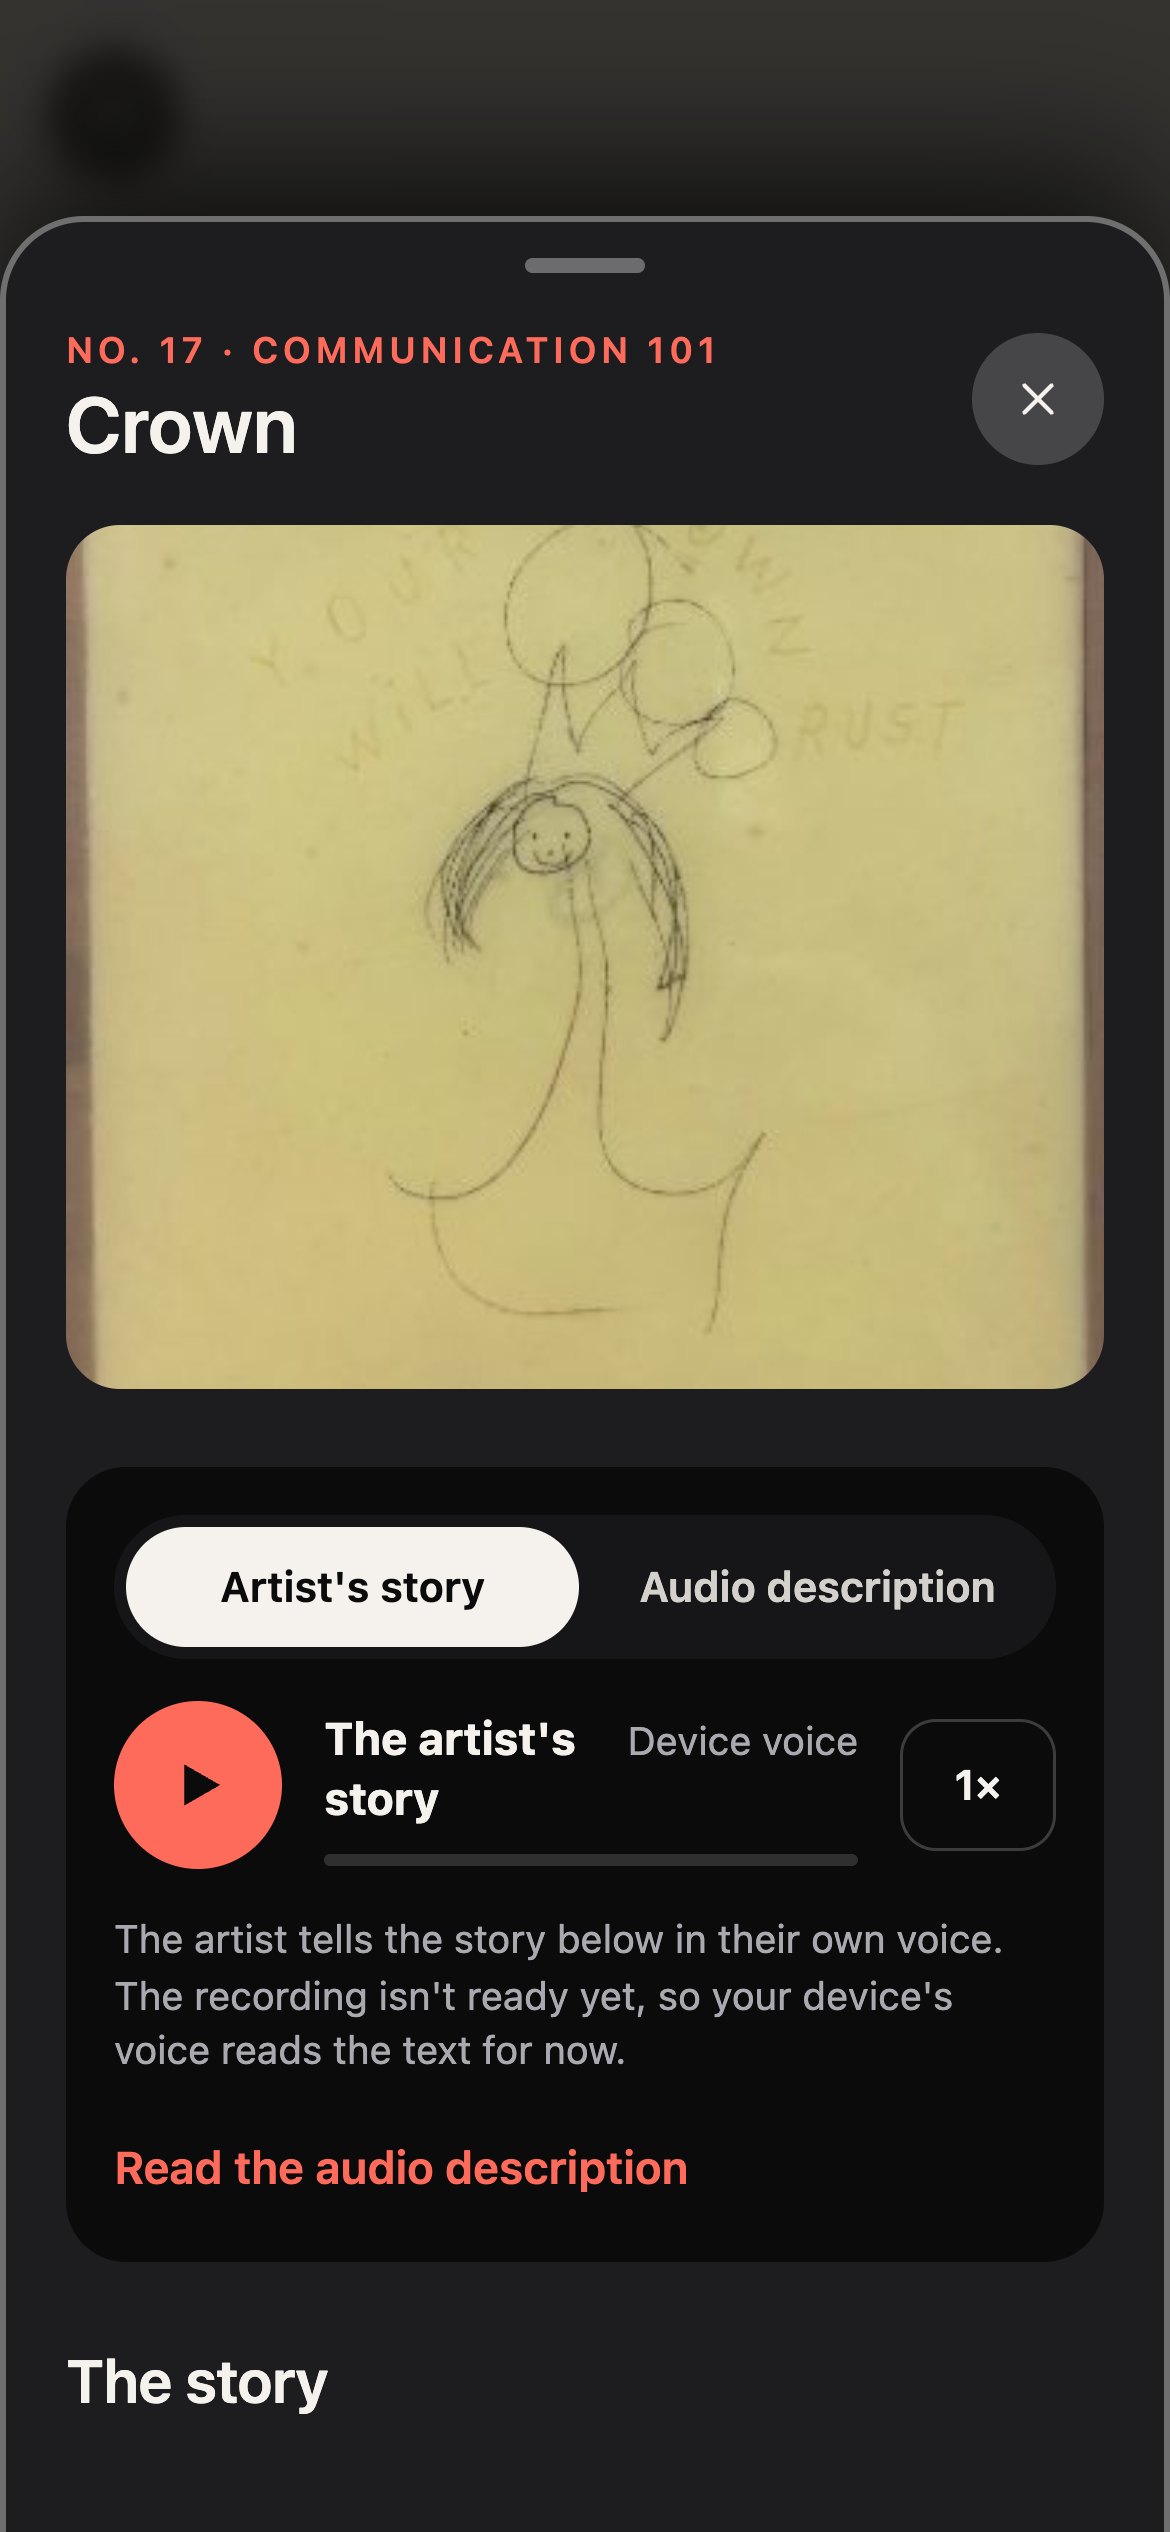 NO. 17 · COMMUNICATION 101
Crown
YOUR
WILL
RUST
Artist's story
Audio description
The artist's story
Device voice
1×
The artist tells the story below in their own voice.
The recording isn't ready yet, so your device's
voice reads the text for now.
Read the audio description
The story